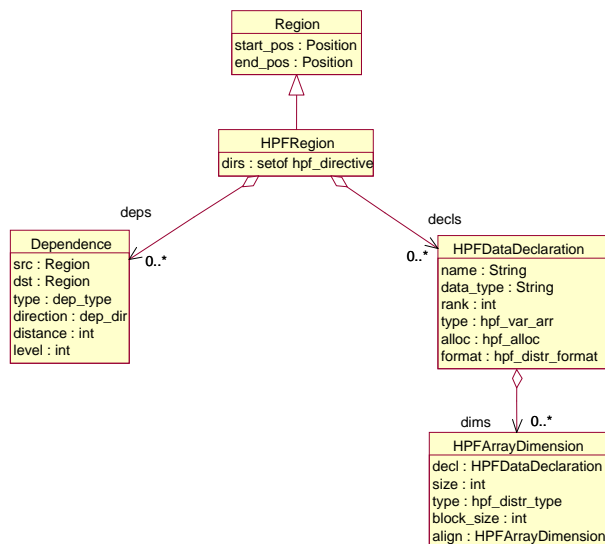 Region
start_pos : Position
end_pos : Position
HPFRegion
dirs : setof hpf_directive
deps
decls
0..*
0..*
Dependence
src : Region
dst : Region
type : dep_type
direction : dep_dir
distance : int
level : int
HPFDataDeclaration
name : String
data_type : String
rank : int
type : hpf_var_arr
alloc : hpf_alloc
format : hpf_distr_format
dims
0..*
HPFArrayDimension
decl : HPFDataDeclaration
size : int
type : hpf_distr_type
block_size : int
align : HPFArrayDimension